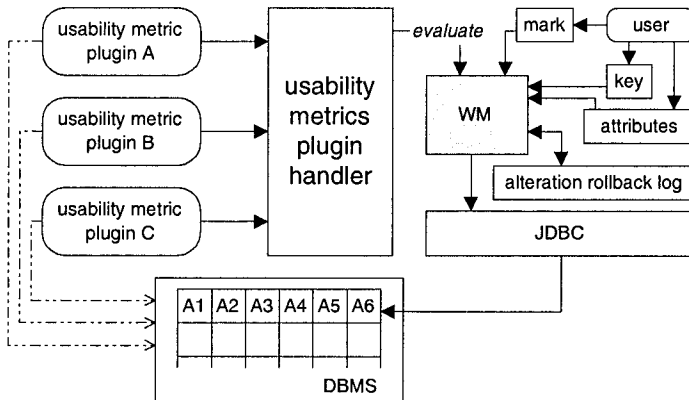 usability metric
plugin A
usability metric
plugin B
usability metric
plugin C
usability
metrics
plugin
handler
evaluate
mark
user
key
WM
attributes
alteration rollback log
JDBC
A1 A2 A3 A4 A5 A6
DBMS